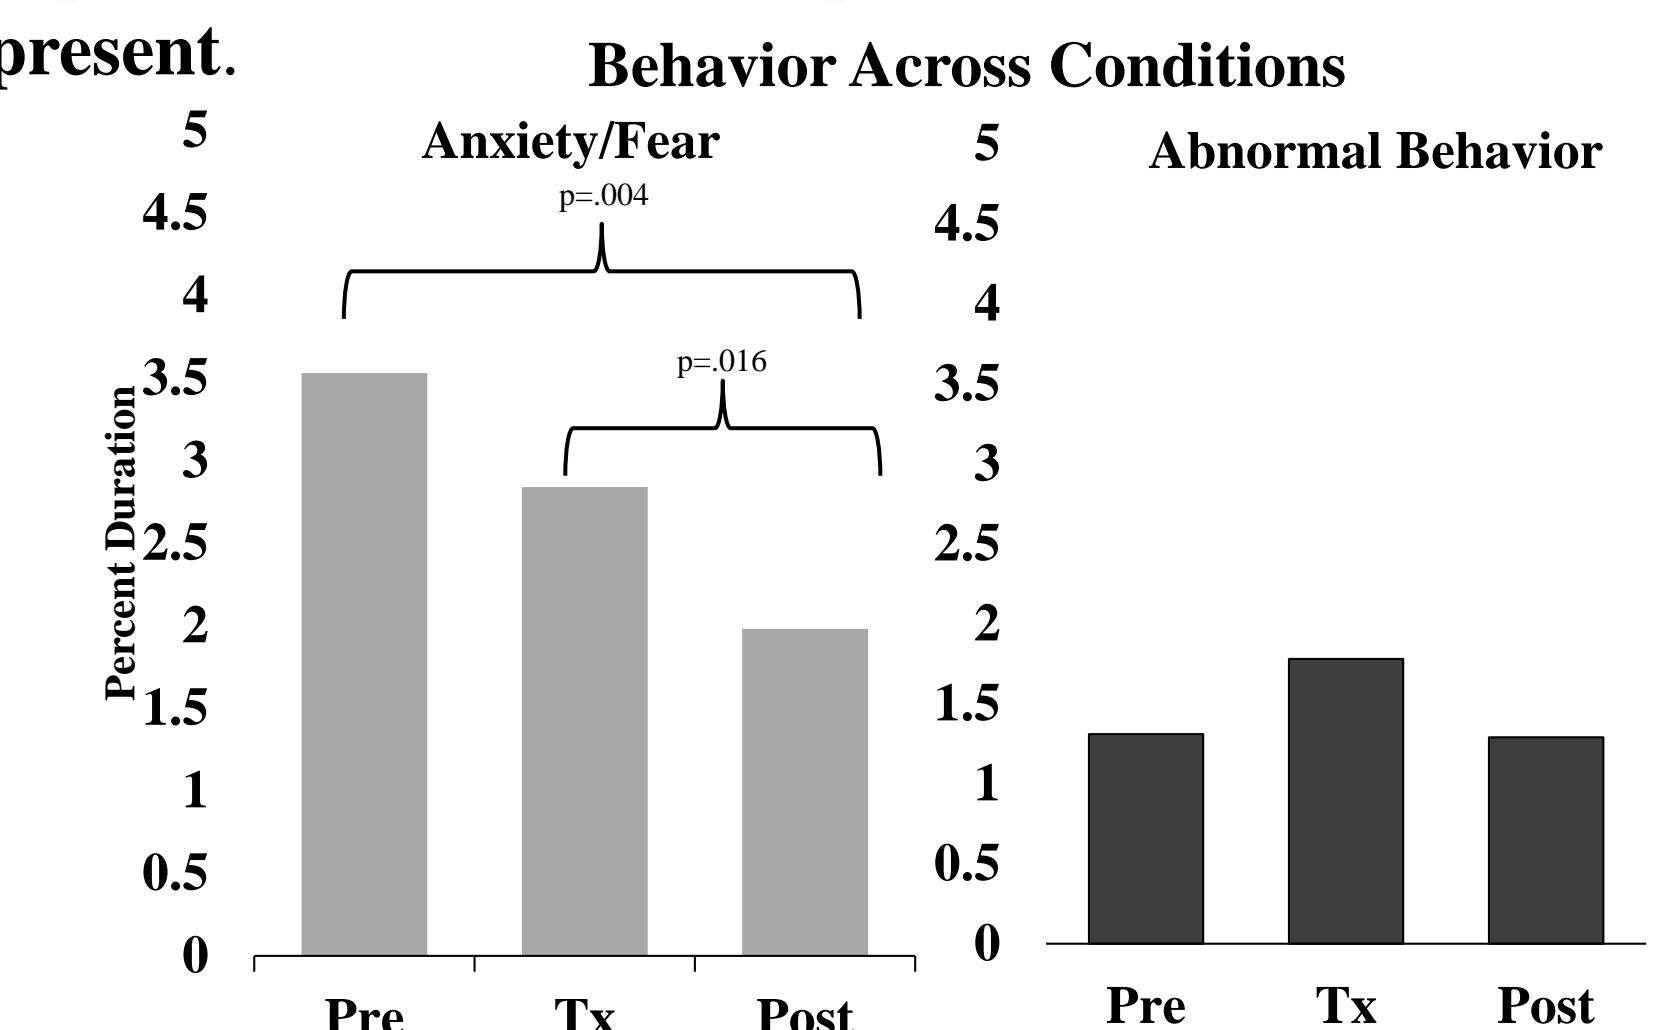 present.
Behavior Across Conditions
Anxiety/Fear
p=.004
p=.016
Percent Duration
5
4.5
4
3.5
3
2.5
2
1.5
1
0.5
0
Pre Tx Post
Abnormal Behavior
5
4.5
4
3.5
3
2.5
2
1.5
1
0.5
0
Pre Tx Post